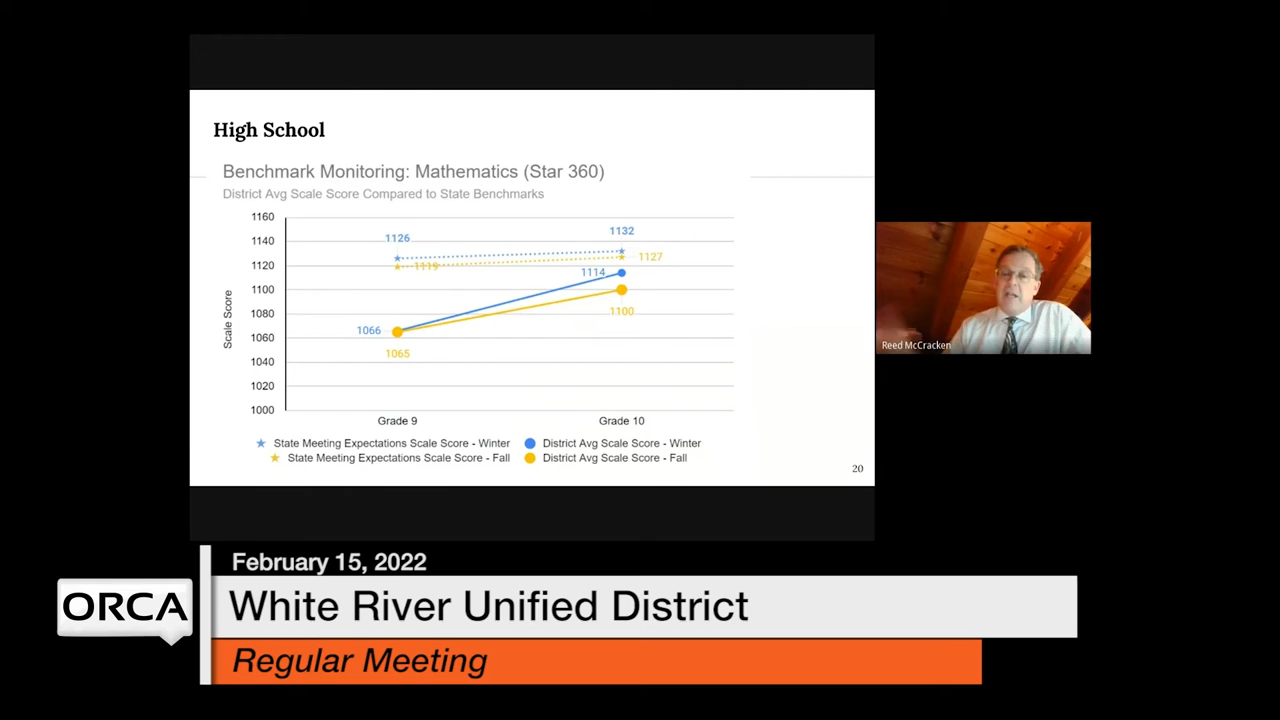 High School
Benchmark Monitoring: Mathematics (Star 360)
District Avg Scale Score Compared to State Benchmarks
Scale Score
1160
1140
1120
1100
1080
1060
1040
1020
1000
1126
1132
1119
1127
1114
1100
1066
1065
Grade 9
Grade 10
State Meeting Expectations Scale Score - Winter
District Avg Scale Score - Winter
State Meeting Expectations Scale Score - Fall
District Avg Scale Score - Fall
20
Reed McCracken
February 15, 2022
ORCA
White River Unified District
Regular Meeting